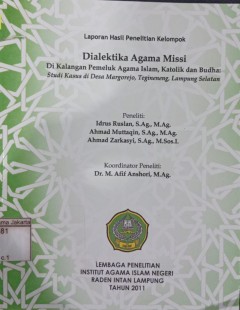 Laporan Hasil Penelitian Kelompok
Dialektika Agama Missi
Di Kalangan Pemeluk Agama Islam, Katolik dan Budha:
Studi Kasus di Desa Margorejo, Tegineneng, Lampung Selatan
Peneliti:
Idrus Ruslan, S.Ag., M.Ag.
Ahmad Muttaqin, S.Ag., M.Ag.
Ahmad Zarkasyi, S.Ag., M.Sos.I.
Koordinator Peneliti:
Dr. M. Afif Anshori, M.Ag.
LEMBAGA PENELITIAN
INSTITUT AGAMA ISLAM NEGERI
RADEN INTAN LAMPUNG
TAHUN 2011